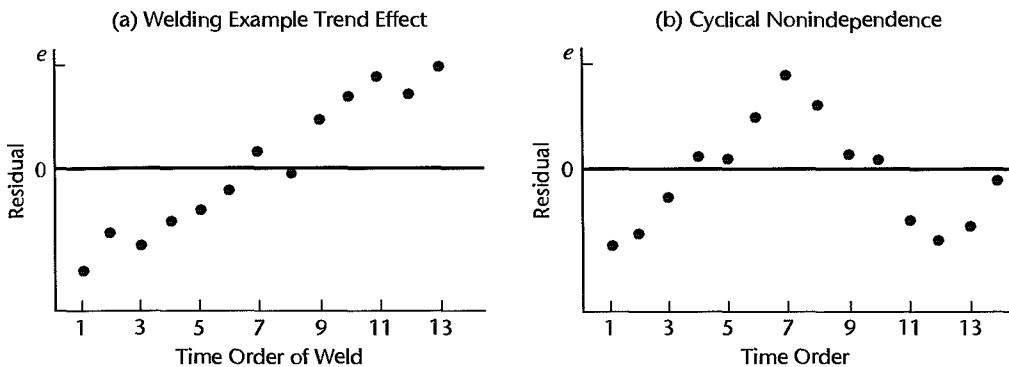 (a) Welding Example Trend Effect
e
0
Residual
1 3 5 7 9 11 13
Time Order of Weld
(b) Cyclical Nonindependence
e
0
Residual
1 3 5 7 9 11 13
Time Order